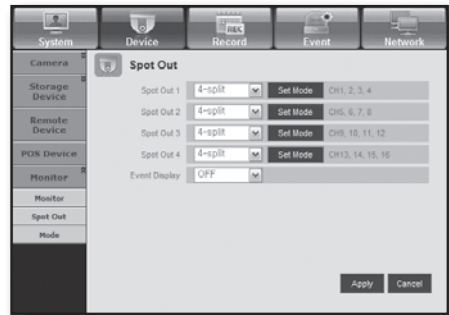 System Device Record Event Network
REC
Camera
Storage Device
Remote Device
POS Device
Monitor
Monitor
Spot Out
Mode
Spot Out
Spot Out 1 4-split Set Mode CH1, 2, 3, 4
Spot Out 2 4-split Set Mode CH5, 6, 7, 8
Spot Out 3 4-split Set Mode CH9, 10, 11, 12
Spot Out 4 4-split Set Mode CH13, 14, 15, 16
Event Display OFF
Apply Cancel